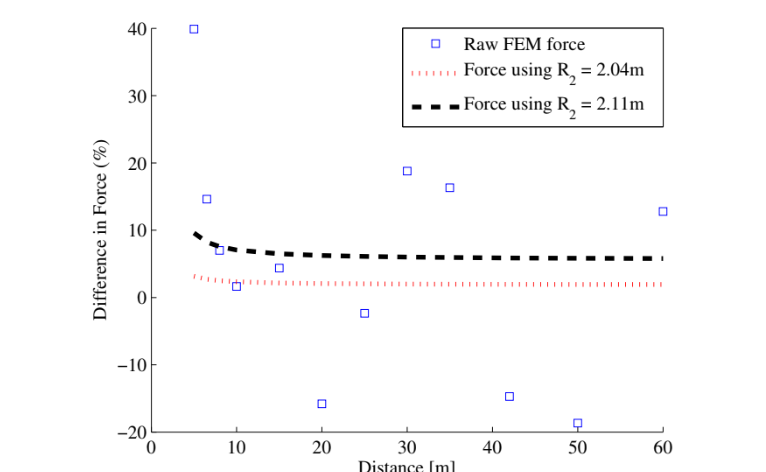 40
30
20
10
0
−10
−20
Difference in Force (%)
Raw FEM force
Force using R2 = 2.04m
Force using R2 = 2.11m
0 10 20 30 40 50 60
Distance [m]